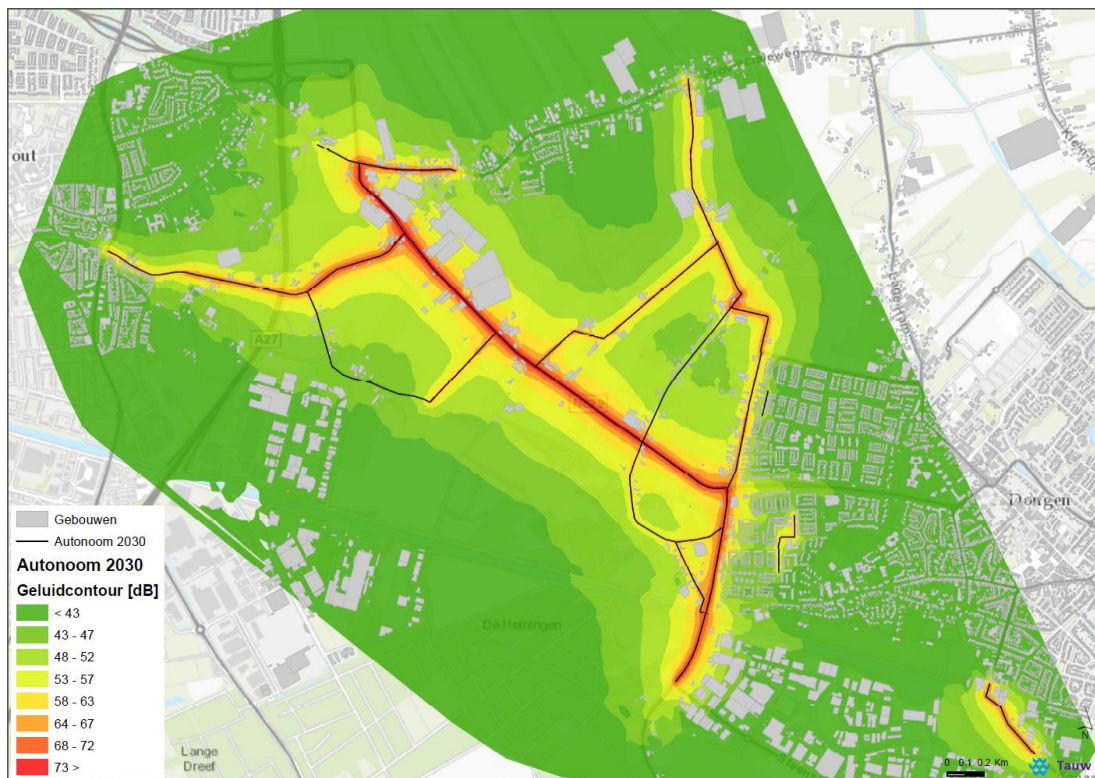 out
A27
Dongen
De Heiningen
Lange
Dreef
Gebouwen
Autonoom 2030
Autonoom 2030
Geluidcontour [dB]
< 43
43 - 47
48 - 52
53 - 57
58 - 63
64 - 67
68 - 72
73 >
N
0 0.1 0.2 Km
Tauw